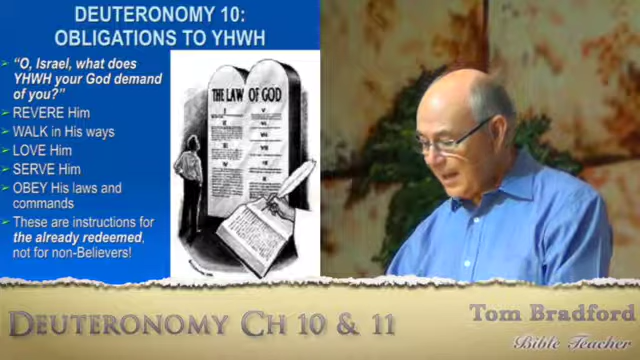 DEUTERONOMY 10:
OBLIGATIONS TO YHWH
"O, Israel, what does
YHWH your God demand
of you?"
REVERE Him
WALK in His ways
LOVE Him
SERVE Him
OBEY His laws and
commands
These are instructions for
the already redeemed,
not for non-Believers!
THE LAW OF GOD
Deuteronomy Ch 10 & 11
Tom Bradford
Bible Teacher